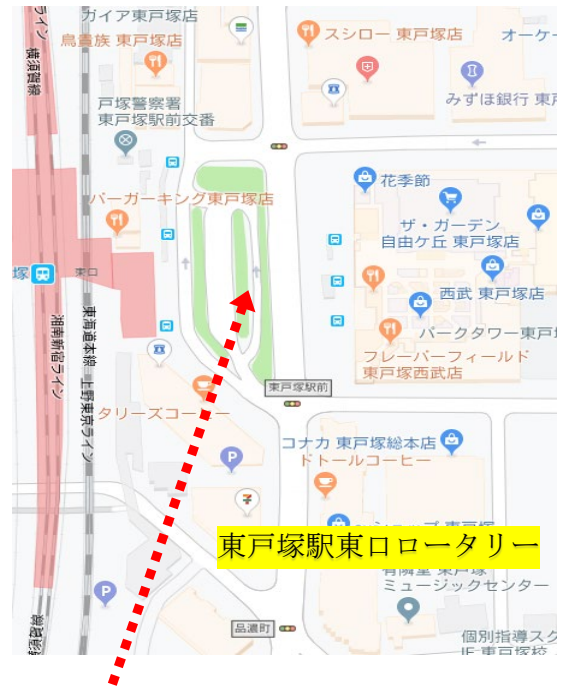 ガイア東戸塚店
鳥貴族 東戸塚店
スシロー 東戸塚店
オーケー
みずほ銀行 東戸
横須賀線
戸塚警察署
東戸塚駅前交番
花季節
バーガーキング東戸塚店
ザ・ガーデン
自由ケ丘 東戸塚店
塚
東口
西武 東戸塚店
湘南新宿ライン
東海道本線
上野東京ライン
パークタワー東戸
フレーバーフィールド
東戸塚西武店
東戸塚駅前
タリーズコーヒー
コナカ 東戸塚総本店
ドトールコーヒー
東戸塚駅東口ロータリー
有隣堂 東戸塚
ミュージックセンター
品濃町
個別指導スク
IE 東戸塚校